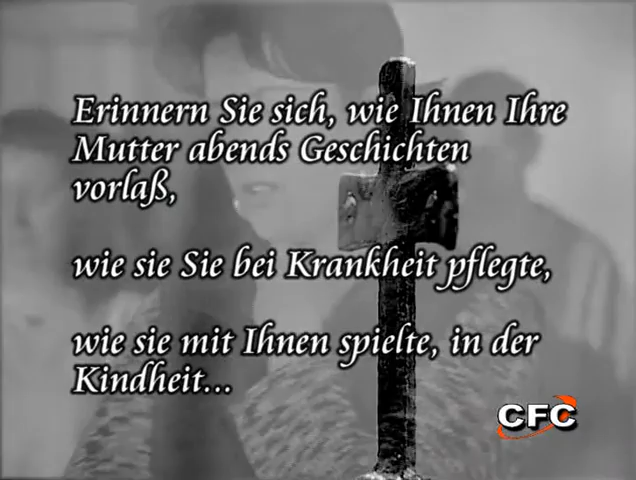 Erinnern Sie sich, wie Ihnen Ihre
Mutter abends Geschichten
vorlaß,
wie sie Sie bei Krankheit pflegte,
wie sie mit Ihnen spielte, in der
Kindheit...
CFC